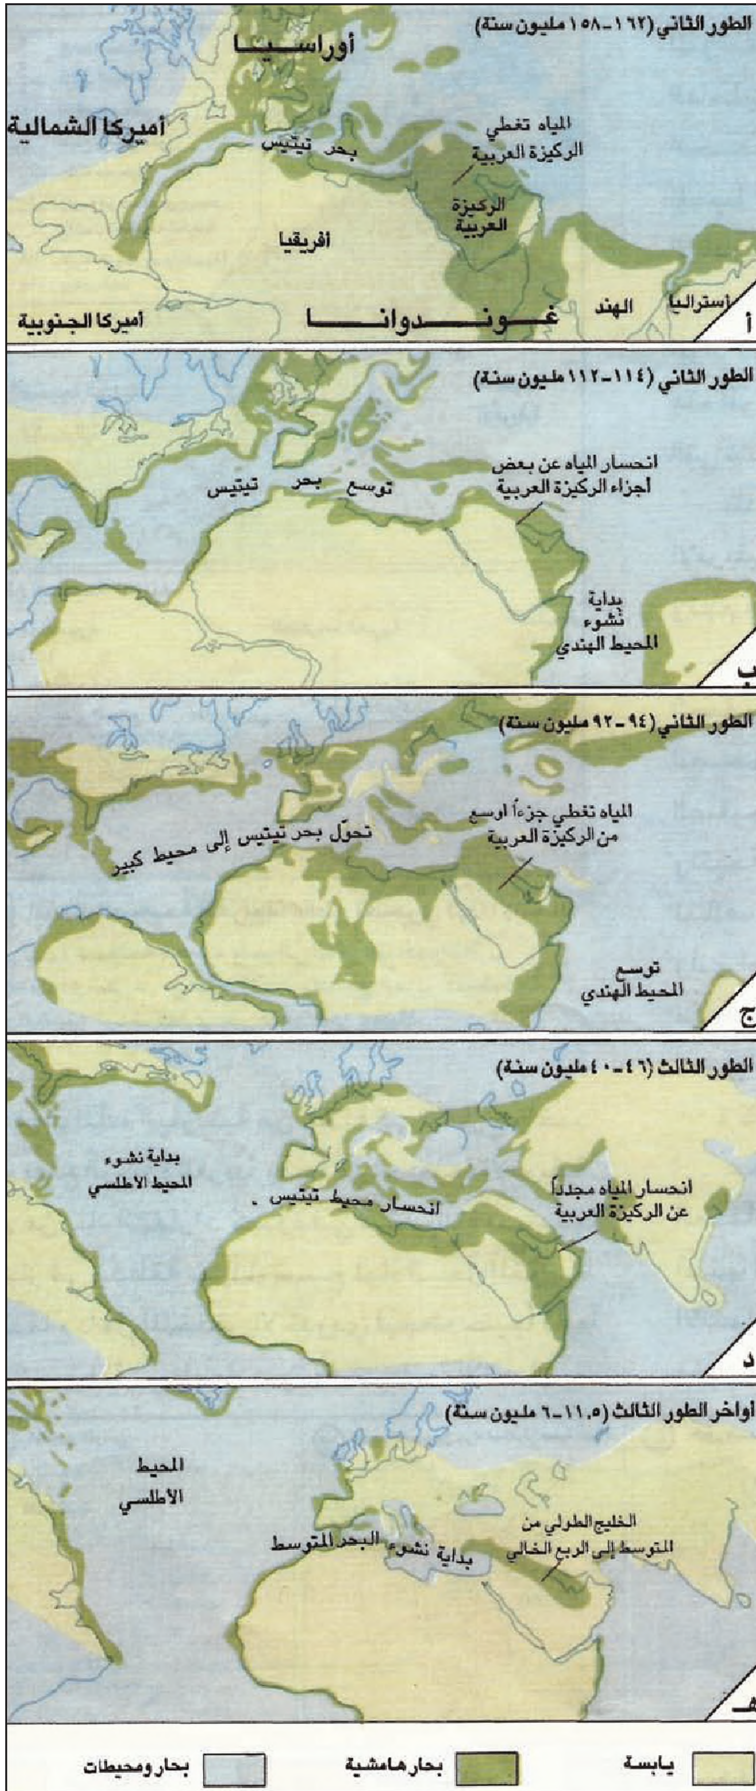 الطور الثاني (١٦٢-١٥٨ مليون سنة)
أوراسيا
أميركا الشمالية
بحر تيتيس
المياه تغطي
الركيزة العربية
الركيزة
العربية
أفريقيا
غوندوانا
أميركا الجنوبية
الهند
أستراليا
أ
الطور الثاني (١١٤-١١٢ مليون سنة)
انحسار المياه عن بعض
أجزاء الركيزة العربية
توسع بحر تيتيس
بداية
نشوء
المحيط الهندي
ب
الطور الثاني (٩٤-٩٢ مليون سنة)
المياه تغطي جزءاً اوسع
من الركيزة العربية
تحوّل بحر تيتيس إلى محيط كبير
توسع
المحيط الهندي
ج
الطور الثالث (٤٦-٤٠ مليون سنة)
بداية نشوء
المحيط الأطلسي
انحسار المياه مجدداً
عن الركيزة العربية
انحسار محيط تيتيس
د
أواخر الطور الثالث (١١.٥-٦ مليون سنة)
المحيط
الأطلسي
الخليج الطولي من
المتوسط إلى الربع الخالي
بداية نشوء البحر المتوسط
هـ
يابسة
بحار هامشية
بحار ومحيطات